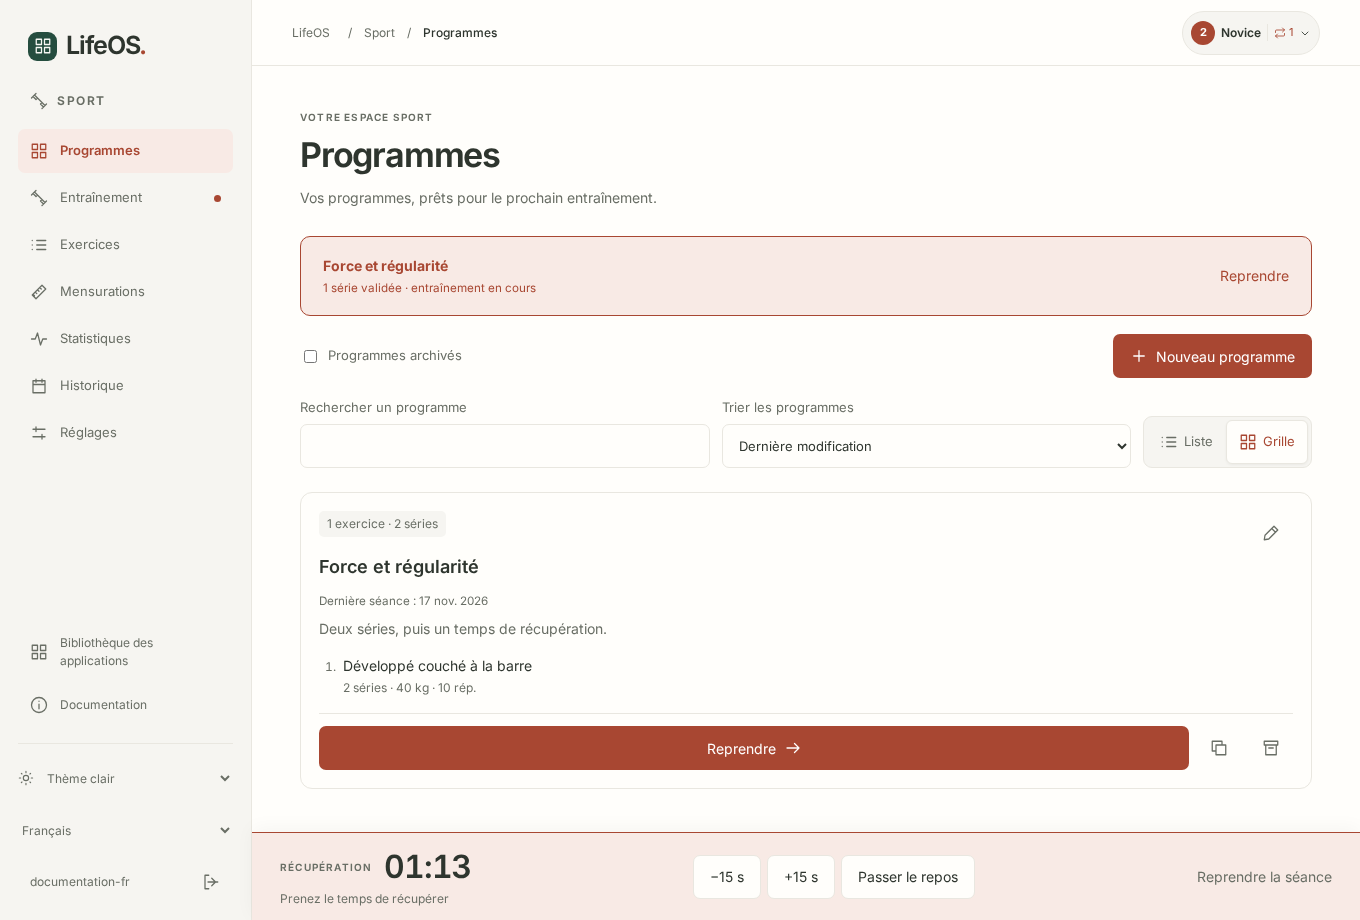 LifeOS.
SPORT
Programmes
Entraînement
Exercices
Mensurations
Statistiques
Historique
Réglages
Bibliothèque des
applications
Documentation
Thème clair
Français
documentation-fr
LifeOS / Sport / Programmes
2 Novice 1
VOTRE ESPACE SPORT
Programmes
Vos programmes, prêts pour le prochain entraînement.
Force et régularité
1 série validée · entraînement en cours
Reprendre
Programmes archivés
Nouveau programme
Rechercher un programme
Trier les programmes
Dernière modification
Liste
Grille
1 exercice · 2 séries
Force et régularité
Dernière séance : 17 nov. 2026
Deux séries, puis un temps de récupération.
1. Développé couché à la barre
2 séries · 40 kg · 10 rép.
Reprendre
RÉCUPÉRATION 01:13
Prenez le temps de récupérer
−15 s
+15 s
Passer le repos
Reprendre la séance